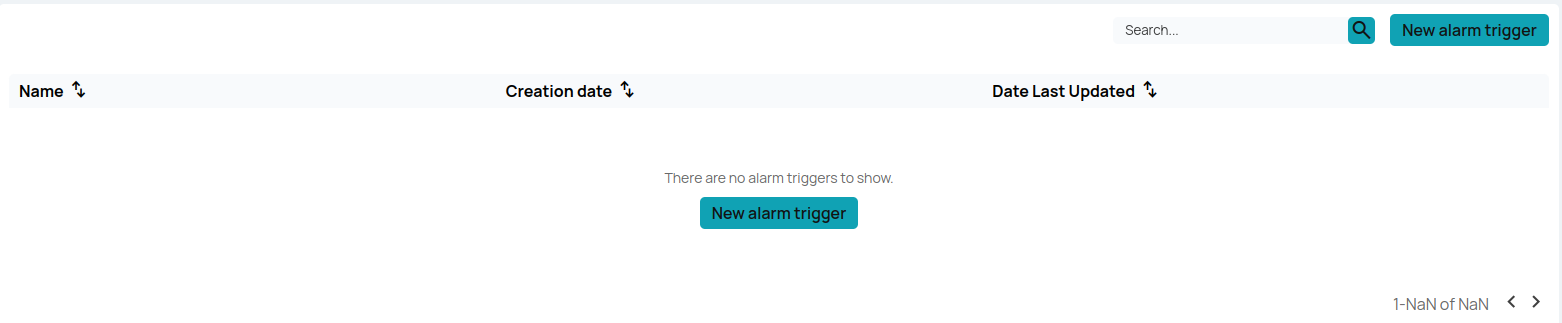 Search...
New alarm trigger
Name
Creation date
Date Last Updated
There are no alarm triggers to show.
New alarm trigger
1-NaN of NaN